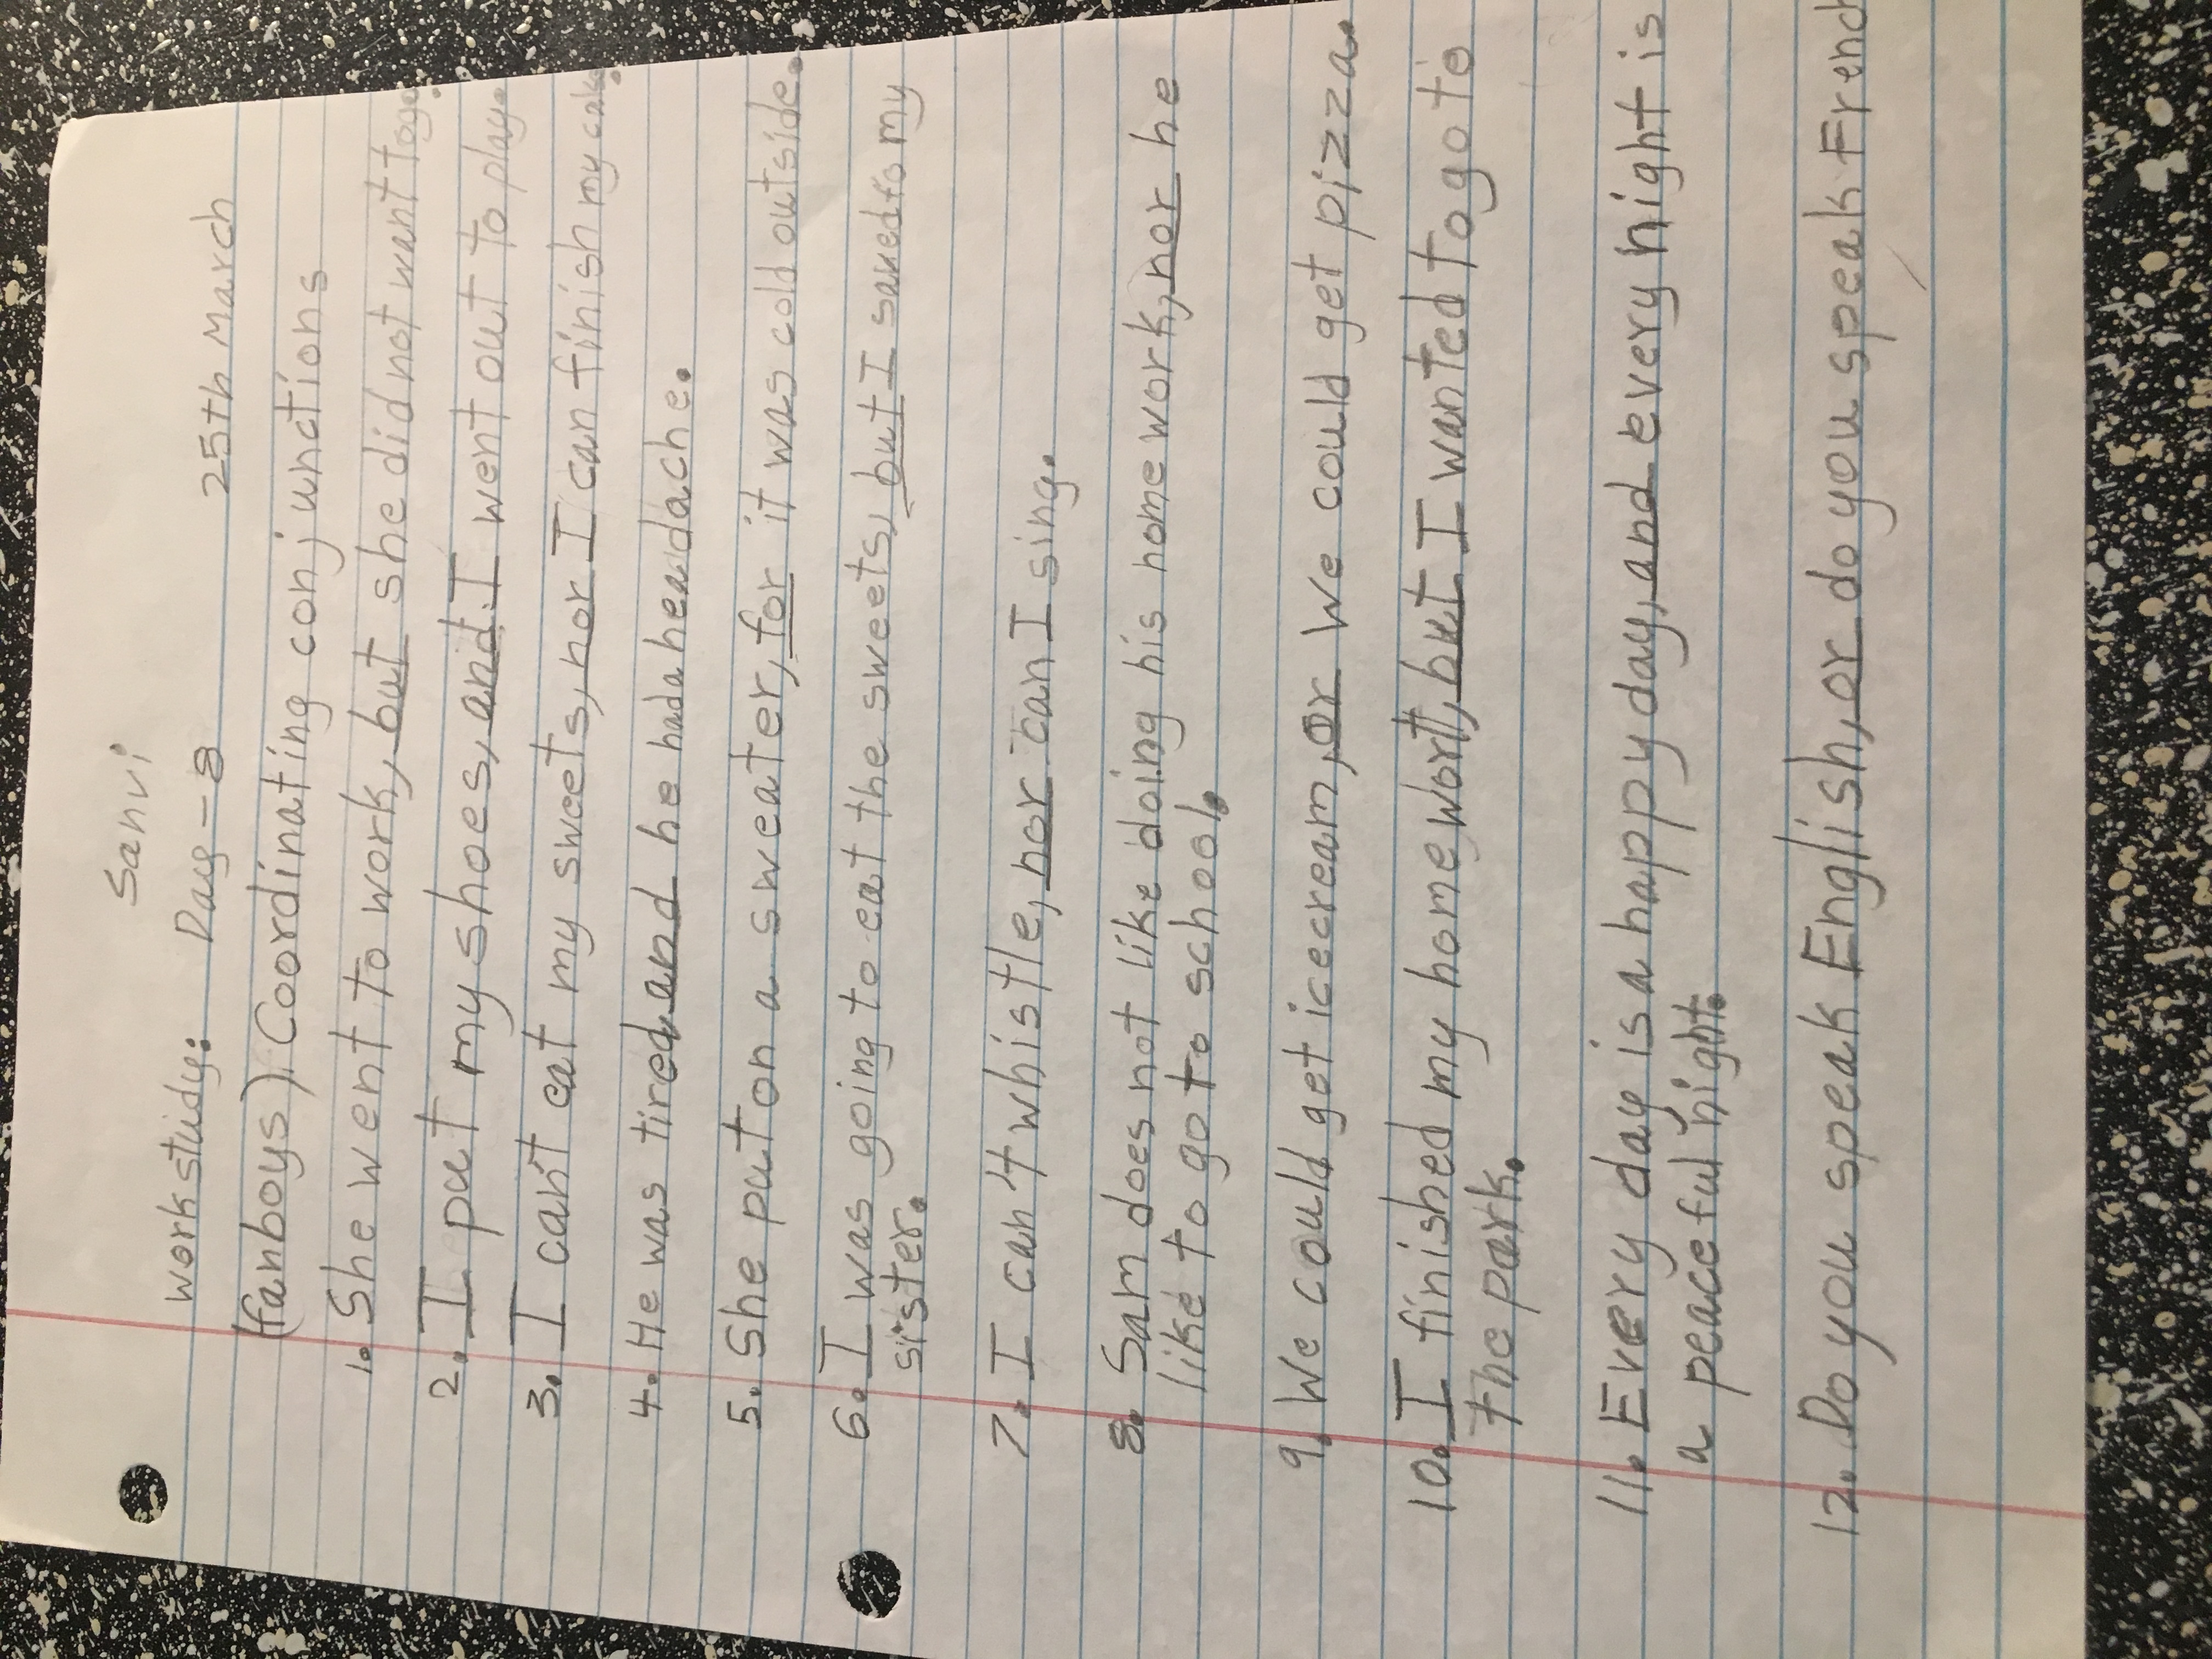 Sanvi
work study: Day - 8 25th March
(fanboys). Coordinating conjunctions
1. She went to work, but she did not want to go.
2. I put my shoes, and I went out to play.
3. I can't eat my sweets, nor I can finish my cake.
4. He was tired and he had a headache.
5. She put on a sweater, for it was cold outside.
6. I was going to eat the sweets, but I saved fo my
sister.
7. I can't whistle, nor can I sing.
8. Sam does not like doing his home work, nor he
like to go to school.
9. We could get icecream, or We could get pizza.
10. I finished my home work, but I wanted to go to
the park.
11. Every day is a happy day, and every night is
a peaceful night.
12. Do you speak English, or do you speak French